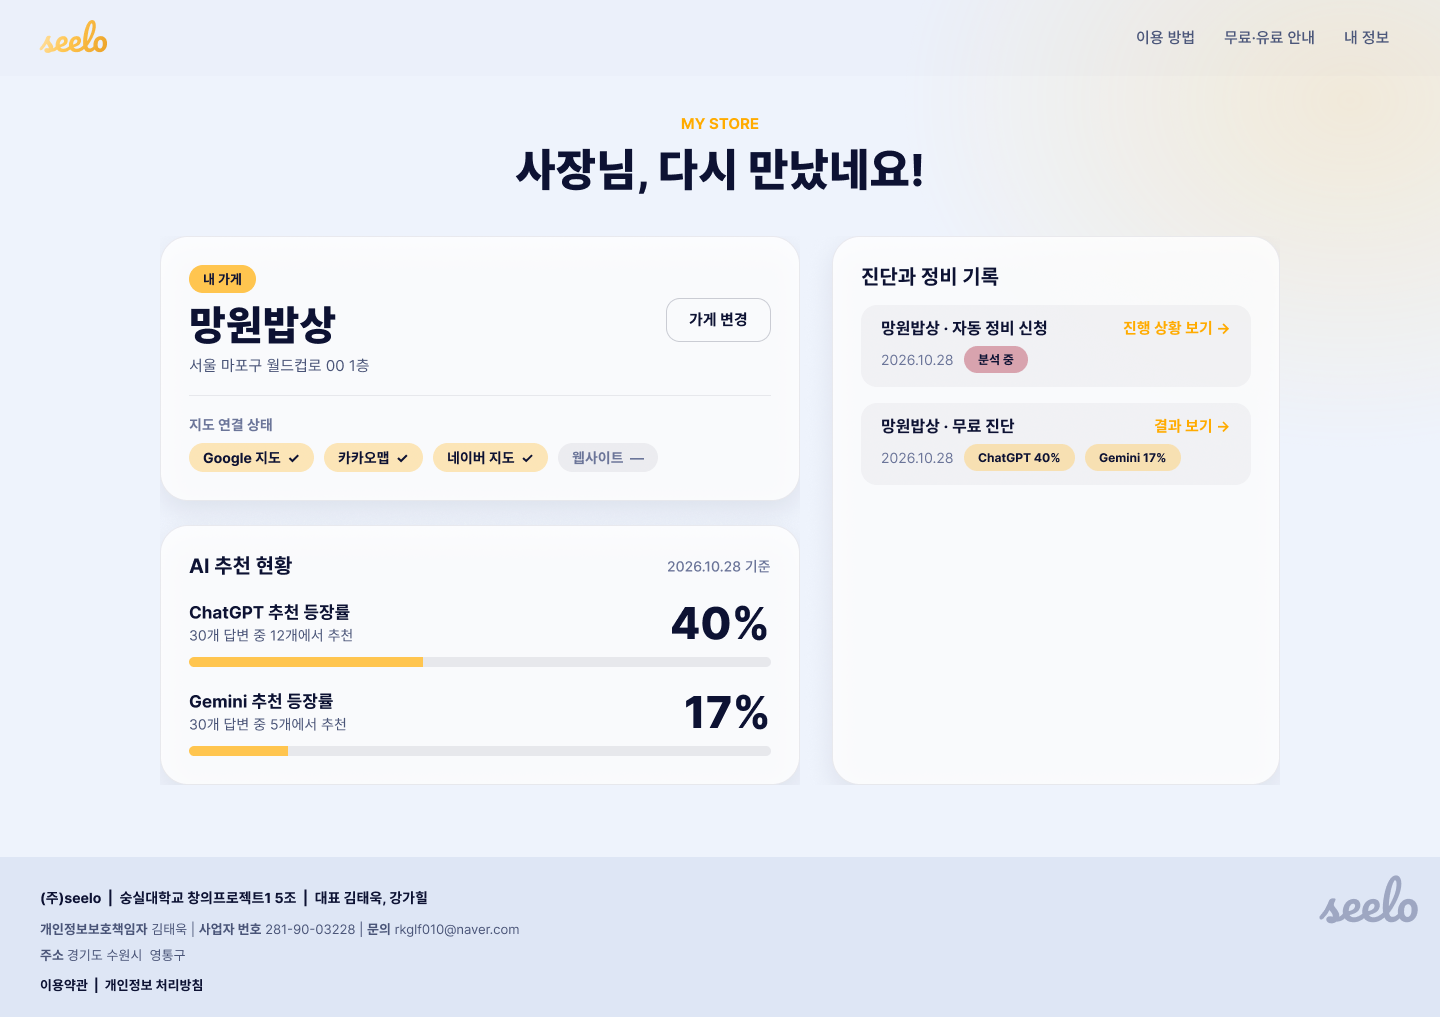 seelo
이용 방법
무료·유료 안내
내 정보
MY STORE
사장님, 다시 만났네요!
내 가게
망원밥상
서울 마포구 월드컵로 00 1층
가게 변경
지도 연결 상태
Google 지도 ✓
카카오맵 ✓
네이버 지도 ✓
웹사이트 —
AI 추천 현황
2026.10.28 기준
ChatGPT 추천 등장률
30개 답변 중 12개에서 추천
40%
Gemini 추천 등장률
30개 답변 중 5개에서 추천
17%
진단과 정비 기록
망원밥상 · 자동 정비 신청
진행 상황 보기 →
2026.10.28
분석 중
망원밥상 · 무료 진단
결과 보기 →
2026.10.28
ChatGPT 40%
Gemini 17%
(주)seelo | 숭실대학교 창의프로젝트1 5조 | 대표 김태욱, 강가힐
개인정보보호책임자 김태욱 | 사업자 번호 281-90-03228 | 문의 rkglf010@naver.com
주소 경기도 수원시 영통구
이용약관 | 개인정보 처리방침
seelo